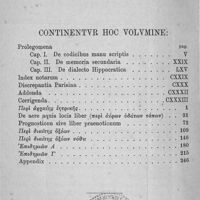 CONTINENTVR HOC VOLVMINE:
pag.
Prolegomena
Cap. I. De codicibus manu scriptis V
Cap. II. De memoria secundaria XXIX
Cap. III. De dialecto Hippocratica LXV
Index notarum CXXIX
Discrepantia Parisina CXXX
Addenda CXXXII
Corrigenda CXXXIII
Περὶ ἀρχαίης ἰητρικῆς 1
De aere aquis locis liber (περὶ ἀέρων ὑδάτων τόπων) 31
Prognosticon sive liber praenotionum 72
Περὶ διαίτης ὀξέων 109
Περὶ διαίτης ὀξέων νόθα 146
Ἐπιδημιῶν Α 180
Ἐπιδημιῶν Γ 215
Appendix 246